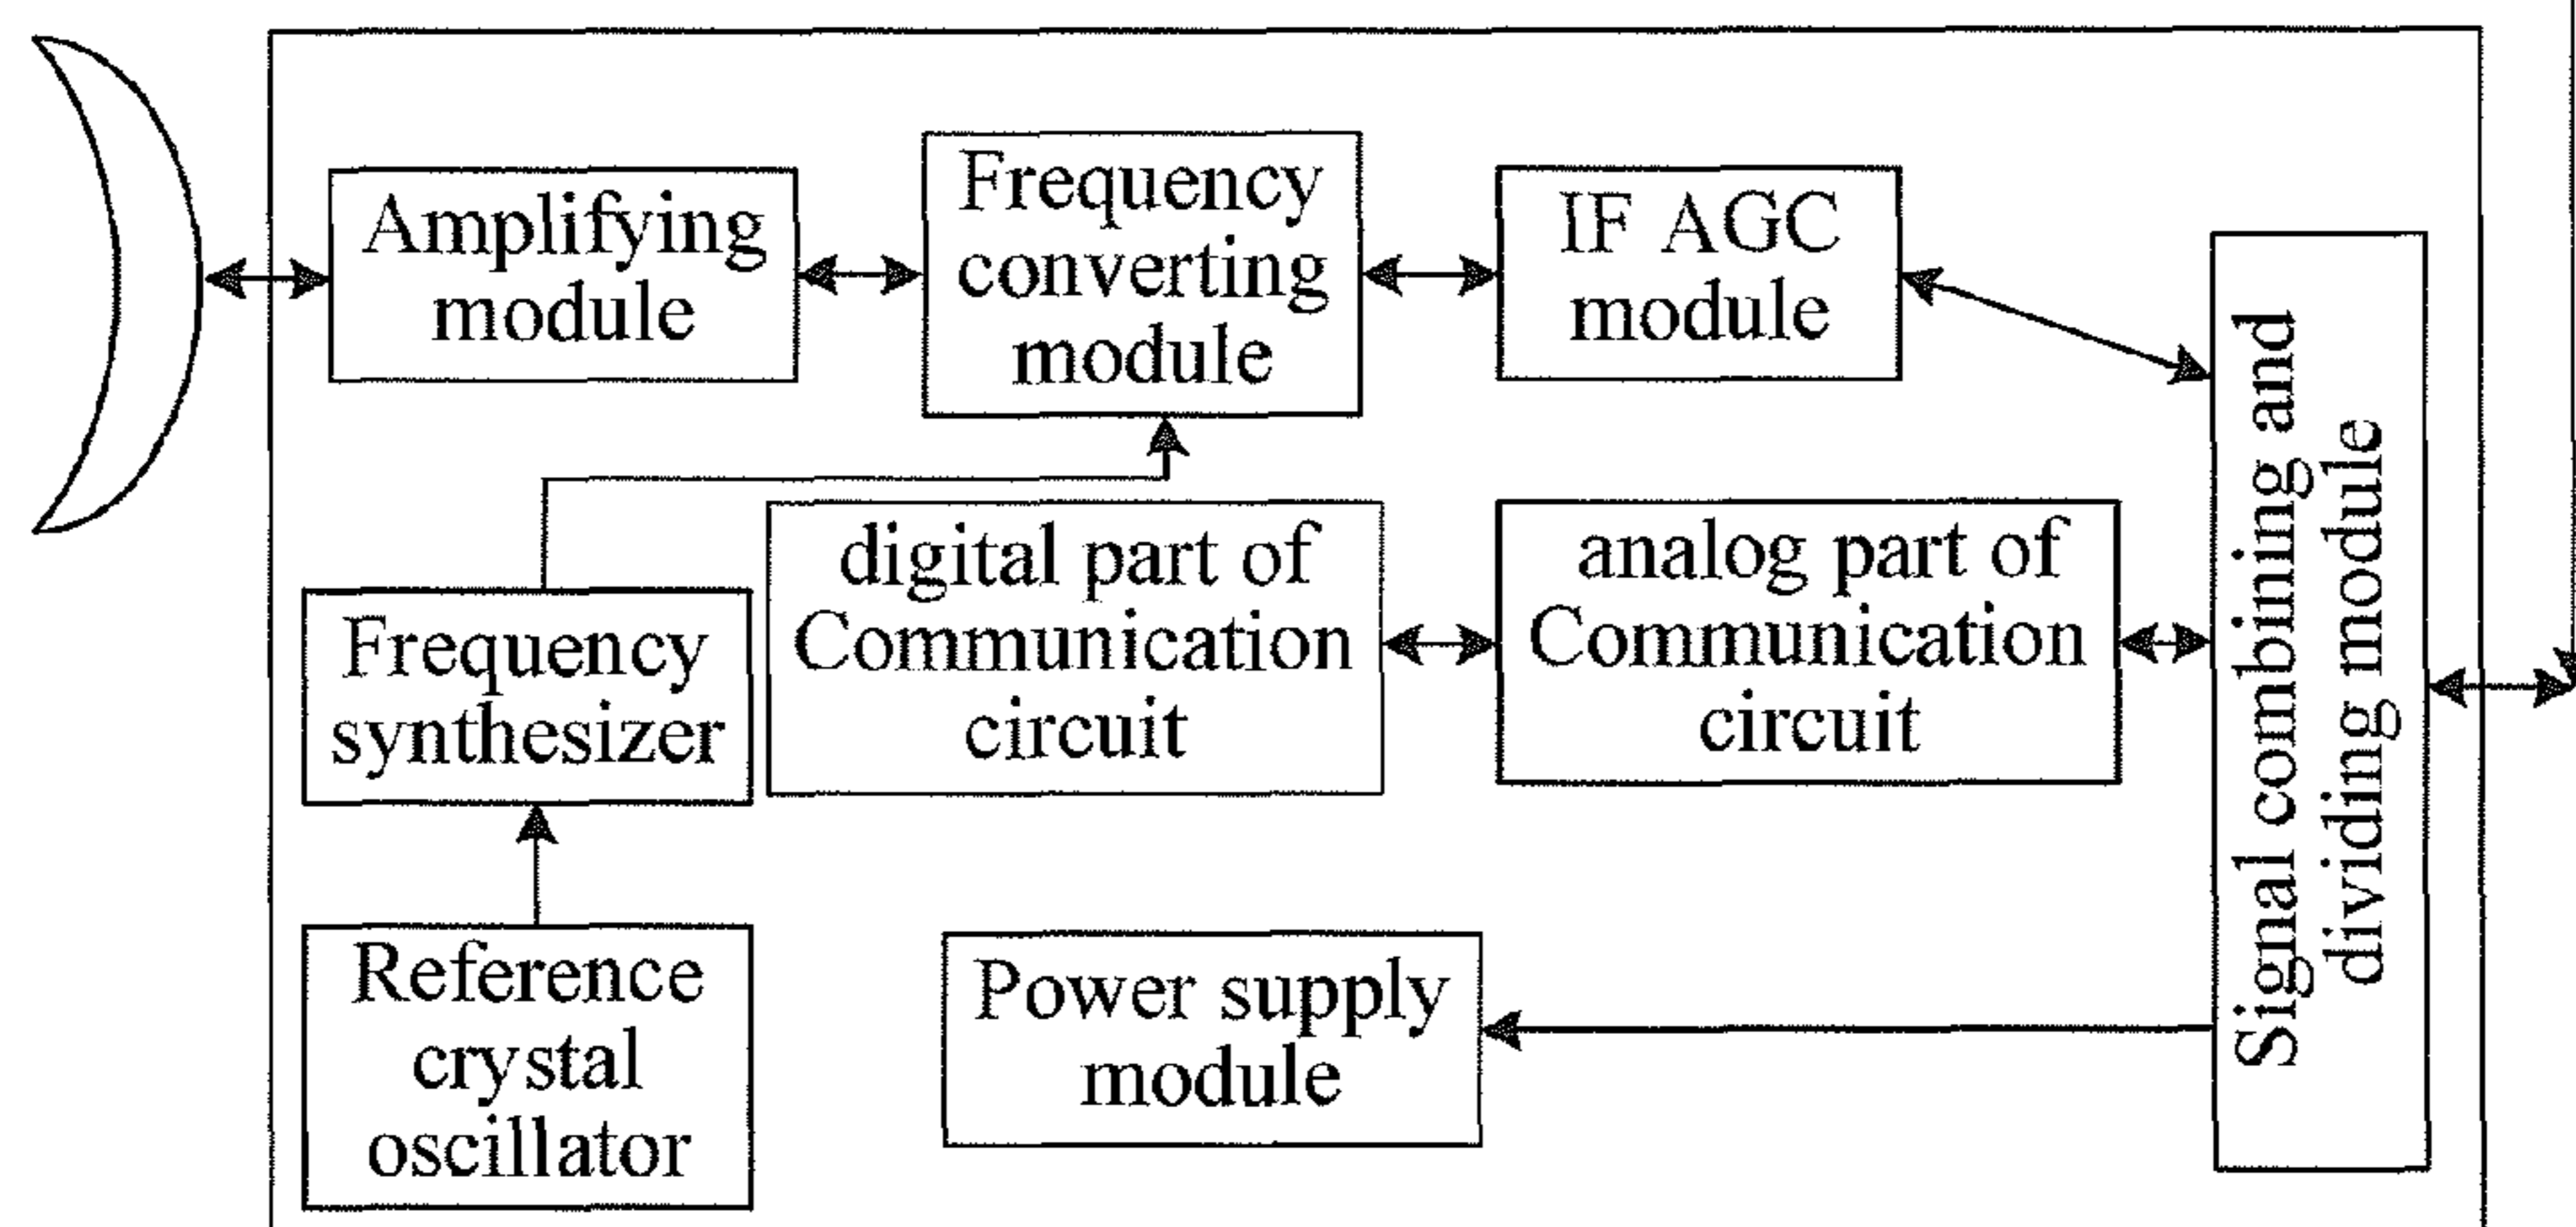 Amplifying
module
Frequency
converting
module
IF AGC
module
Signal combining and
dividing module
Frequency
synthesizer
digital part of
Communication
circuit
analog part of
Communication
circuit
Reference
crystal
oscillator
Power supply
module